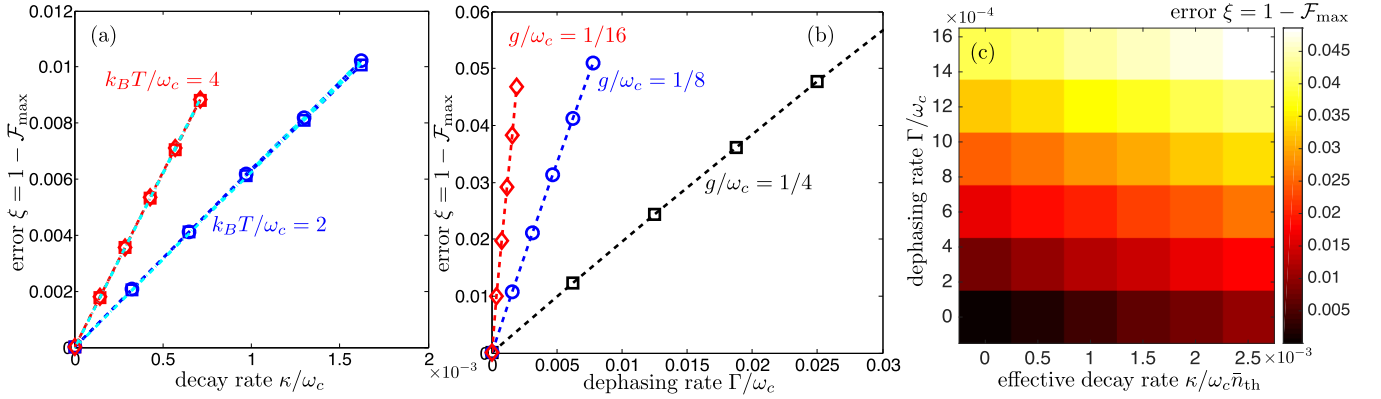 (a)
k_BT/ω_c = 4
k_BT/ω_c = 2
error ξ = 1 − ℱ_max
0.012
0.01
0.008
0.006
0.004
0.002
0
0 0.5 1 1.5 2
×10⁻³
decay rate κ/ω_c
(b)
g/ω_c = 1/16
g/ω_c = 1/8
g/ω_c = 1/4
error ξ = 1 − ℱ_max
0.06
0.05
0.04
0.03
0.02
0.01
0
0 0.005 0.01 0.015 0.02 0.025 0.03
dephasing rate Γ/ω_c
×10⁻⁴
error ξ = 1 − ℱ_max
(c)
dephasing rate Γ/ω_c
16
14
12
10
8
6
4
2
0
0 0.5 1 1.5 2 2.5 ×10⁻³
effective decay rate κ/ω_c n̄_th
0.045
0.04
0.035
0.03
0.025
0.02
0.015
0.01
0.005